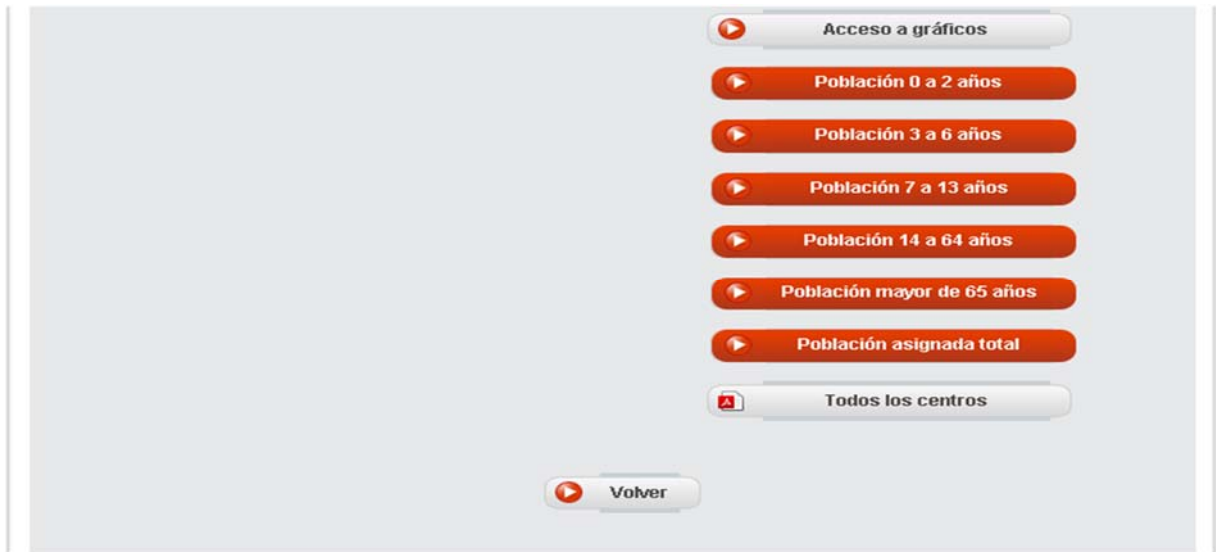 Acceso a gráficos
Población 0 a 2 años
Población 3 a 6 años
Población 7 a 13 años
Población 14 a 64 años
Población mayor de 65 años
Población asignada total
Todos los centros
Volver